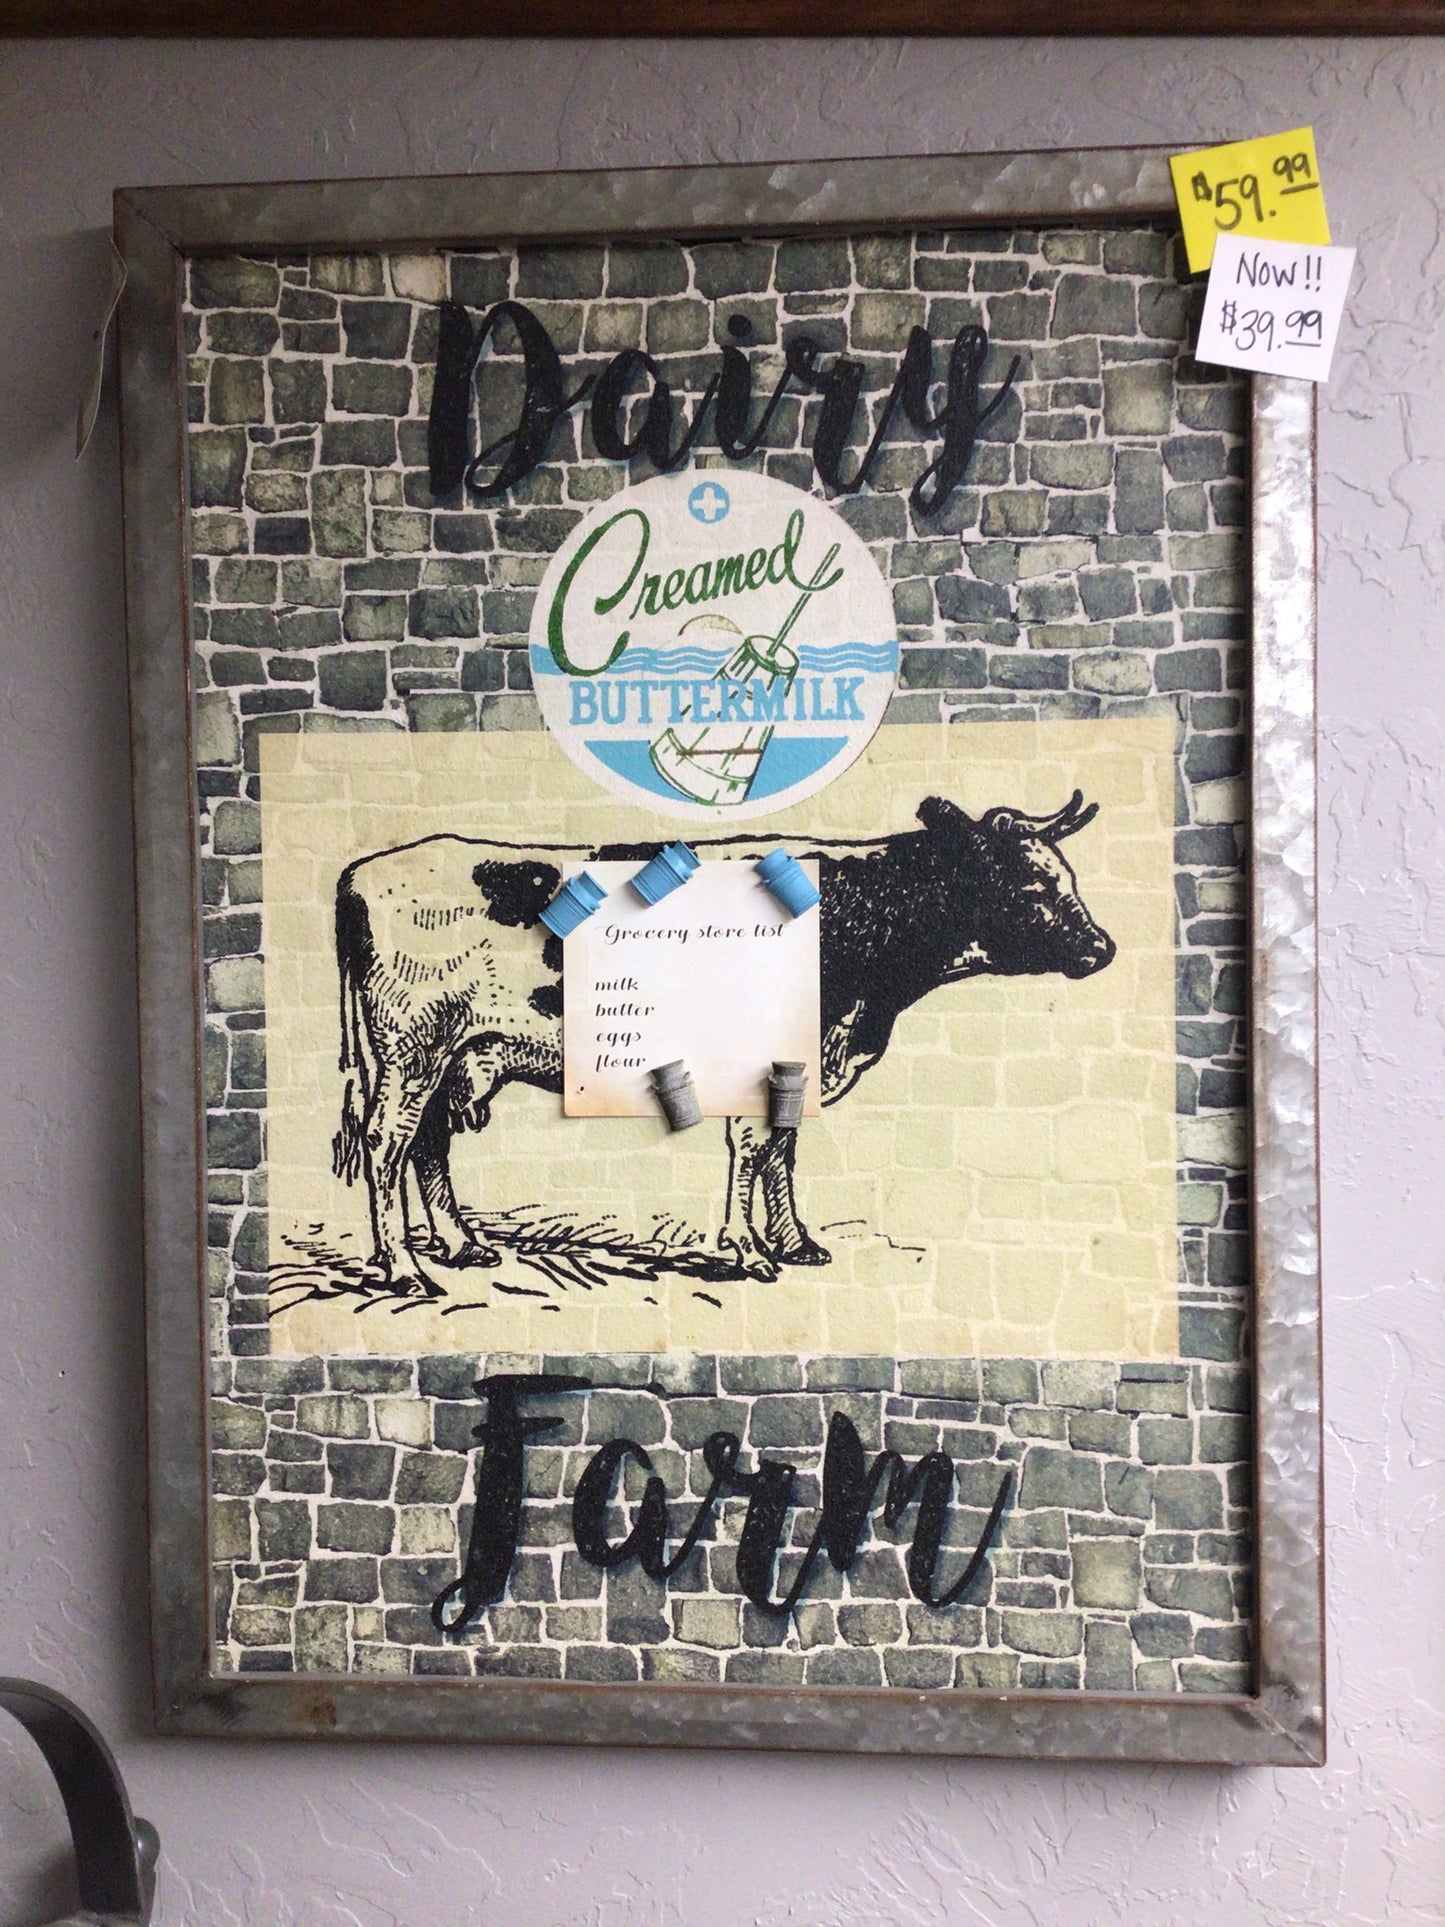 $59.99
Now!!
$39.99
Dairy
Creamed
BUTTERMILK
Grocery store list
milk
butter
eggs
flour
Farm